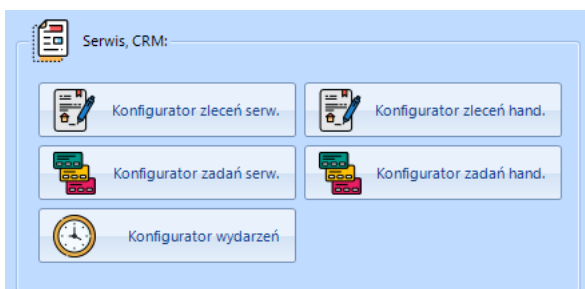 Serwis, CRM:
Konfigurator zleceń serw.
Konfigurator zleceń hand.
Konfigurator zadań serw.
Konfigurator zadań hand.
Konfigurator wydarzeń